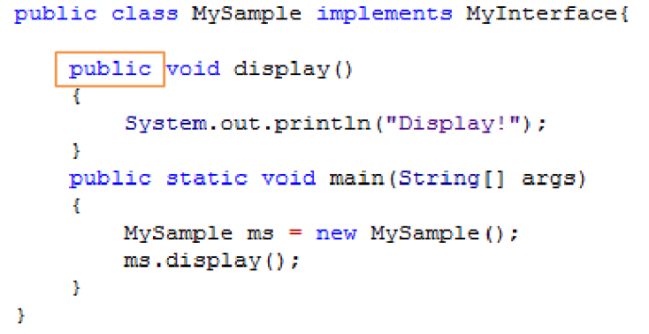 public class MySample implements MyInterface{
public void display()
{
System.out.println("Display!");
}
public static void main(String[] args)
{
MySample ms = new MySample();
ms.display();
}
}